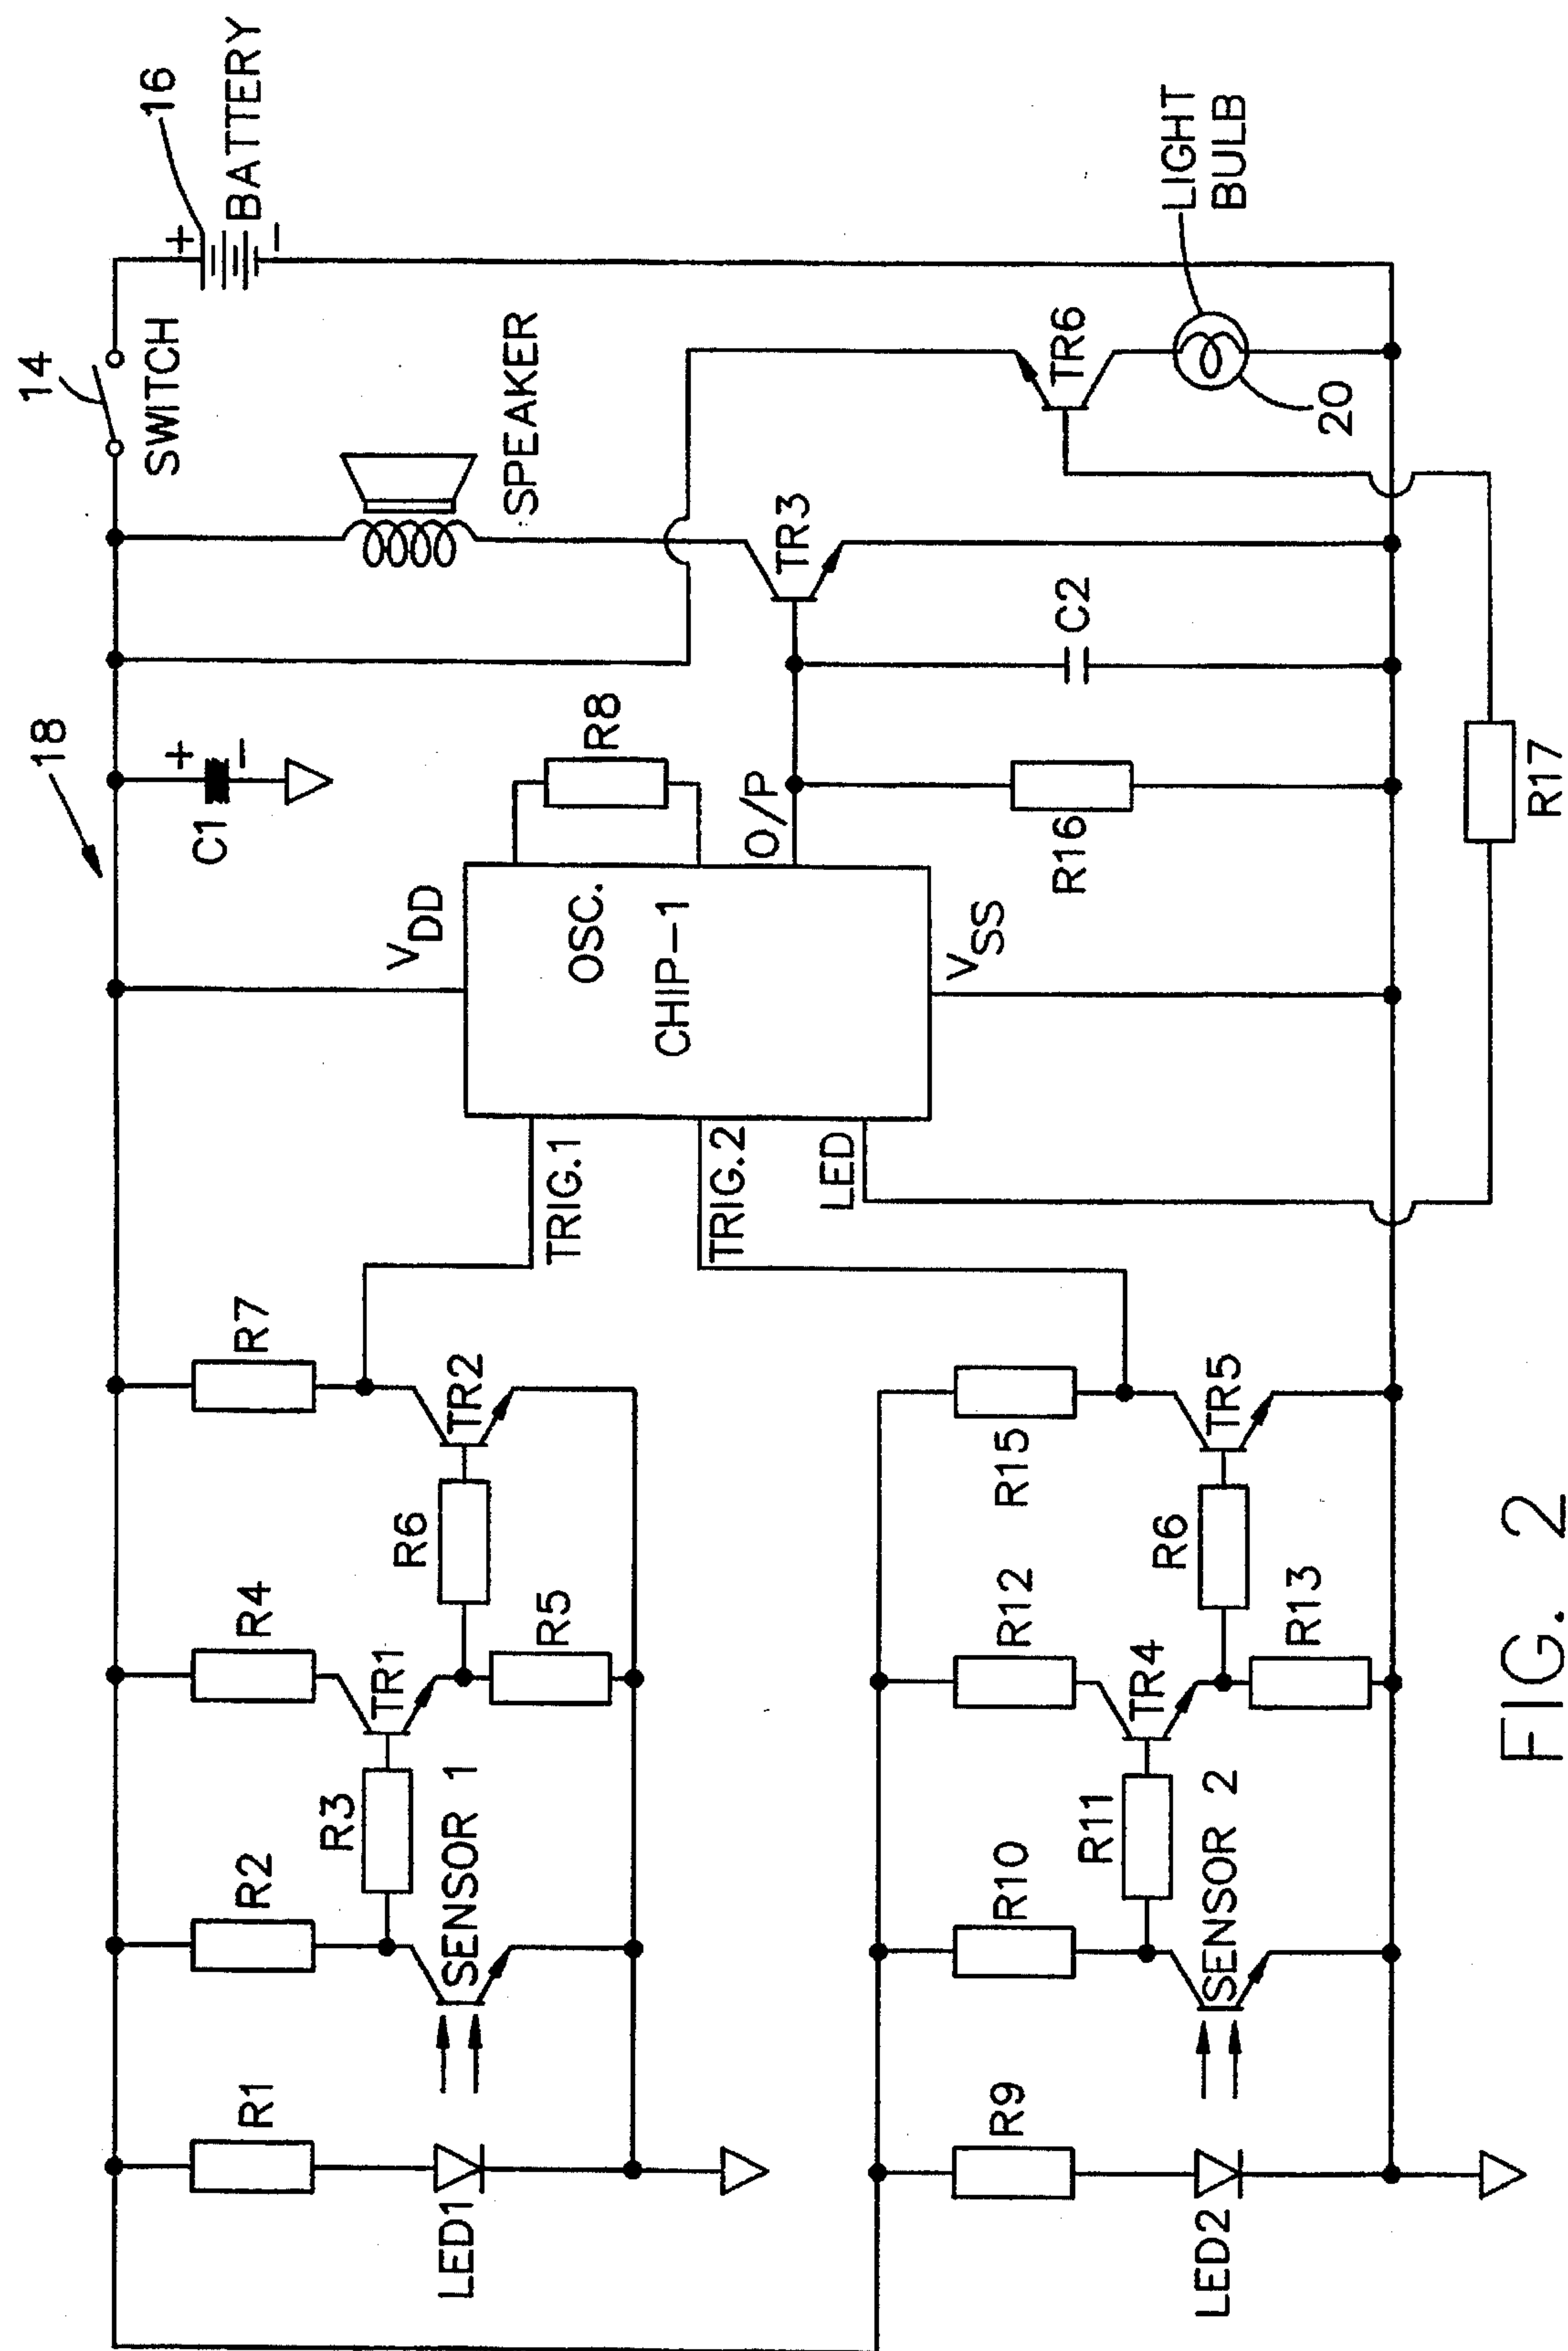 14
SWITCH
16
+
BATTERY
−
18
C1
+
−
SPEAKER
R1
LED1
R2
SENSOR 1
R3
R4
TR1
R5
R6
R7
TR2
TRIG.1
TRIG.2
LED
VDD
OSC.
CHIP-1
VSS
R8
O/P
R16
C2
TR3
TR6
LIGHT
BULB
20
R17
R9
LED2
R10
SENSOR 2
R11
R12
TR4
R13
R6
R15
TR5
FIG. 2